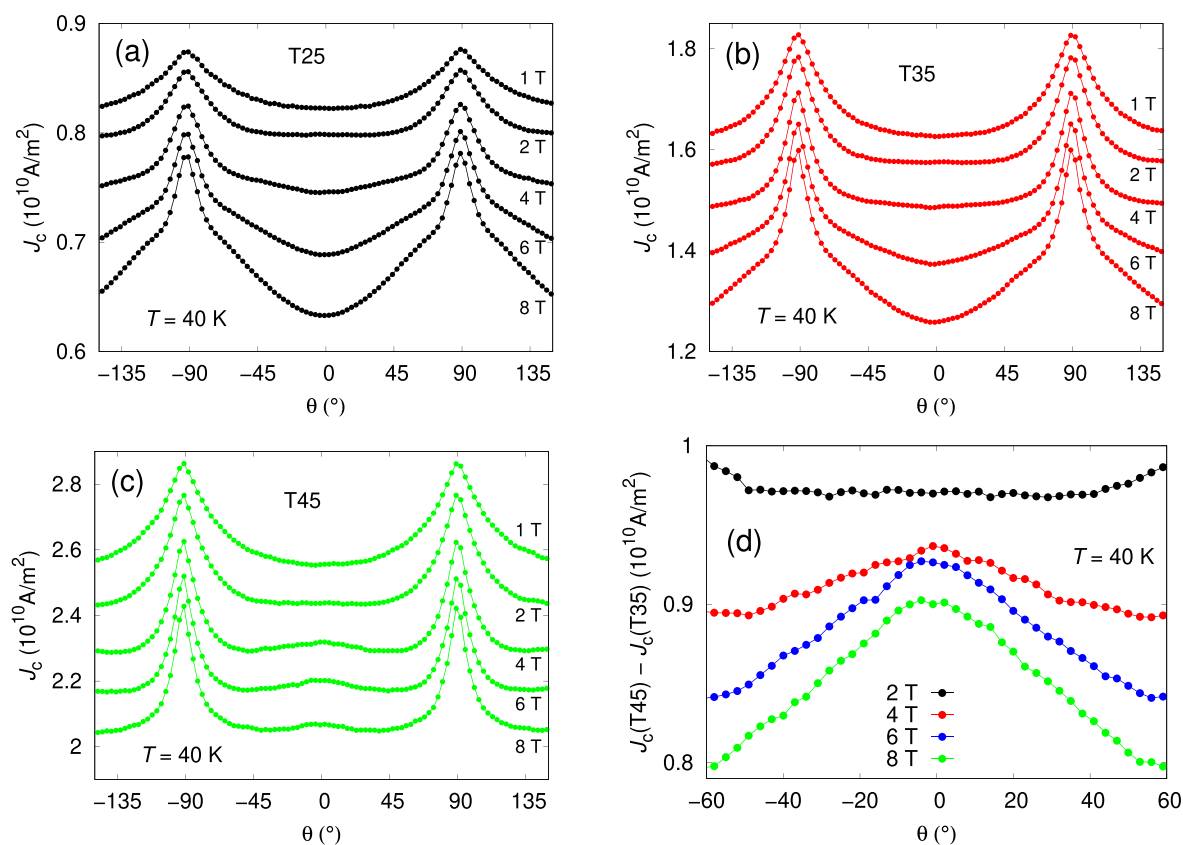 (a)
T25
0.9
0.8
0.7
0.6
J_c (10^10 A/m^2)
1 T
2 T
4 T
6 T
8 T
T = 40 K
−135 −90 −45 0 45 90 135
θ (°)
(b)
T35
1.8
1.6
1.4
1.2
J_c (10^10 A/m^2)
1 T
2 T
4 T
6 T
8 T
T = 40 K
−135 −90 −45 0 45 90 135
θ (°)
(c)
T45
2.8
2.6
2.4
2.2
2
J_c (10^10 A/m^2)
1 T
2 T
4 T
6 T
8 T
T = 40 K
−135 −90 −45 0 45 90 135
θ (°)
(d)
T = 40 K
1
0.9
0.8
J_c(T45) − J_c(T35) (10^10 A/m^2)
2 T
4 T
6 T
8 T
−60 −40 −20 0 20 40 60
θ (°)